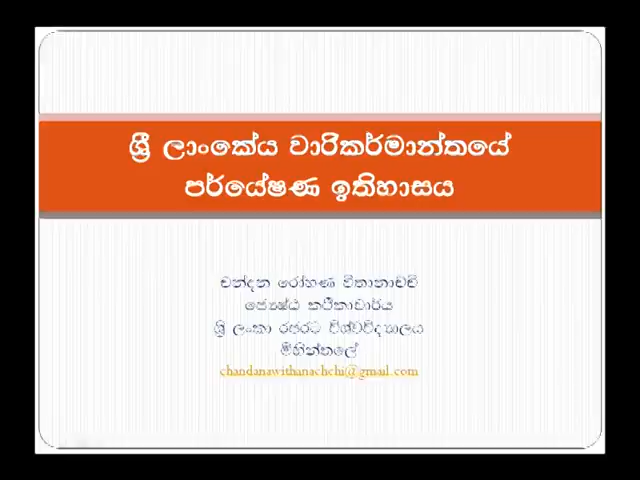 ශ්‍රී ලාංකේය වාරිකර්මාන්තයේ
පර්යේෂණ ඉතිහාසය
චන්දන රෝහණ විතානාච්චි
ජ්‍යෙෂ්ඨ කථිකාචාර්ය
ශ්‍රී ලංකා රජරට විශ්වවිද්‍යාලය
මිහින්තලේ
chandanawithanachchi@gmail.com